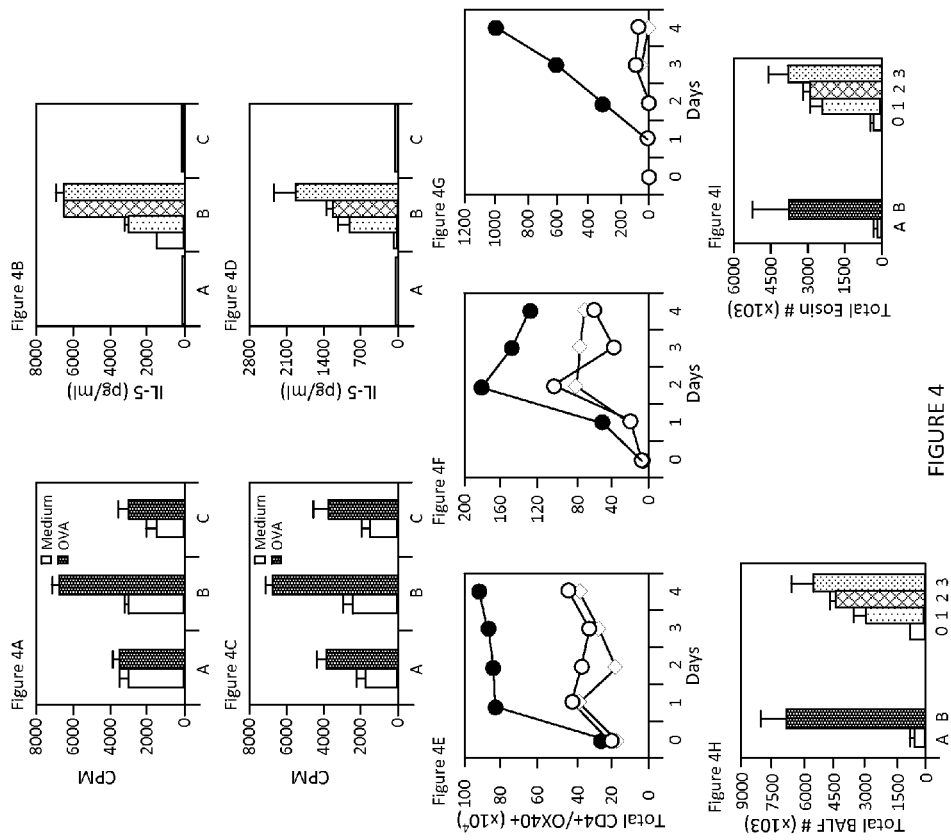 Figure 4A
8000
6000
4000
2000
0
CPM
Medium
OVA
A B C
Figure 4B
8000
6000
4000
2000
0
IL-5 (pg/ml)
A B C
Figure 4C
8000
6000
4000
2000
0
CPM
Medium
OVA
A B C
Figure 4D
2800
2100
1400
700
0
IL-5 (pg/ml)
A B C
Figure 4E
100
80
60
40
20
0
Total CD4+/OX40+ (x10⁴)
0 1 2 3 4
Days
Figure 4F
200
160
120
80
40
0
0 1 2 3 4
Days
Figure 4G
1200
1000
800
600
400
200
0
0 1 2 3 4
Days
Figure 4H
9000
7500
6000
4500
3000
1500
0
Total BALF # (x103)
A B 0 1 2 3
Figure 4I
6000
4500
3000
1500
0
Total Eosin # (x103)
A B 0 1 2 3
FIGURE 4